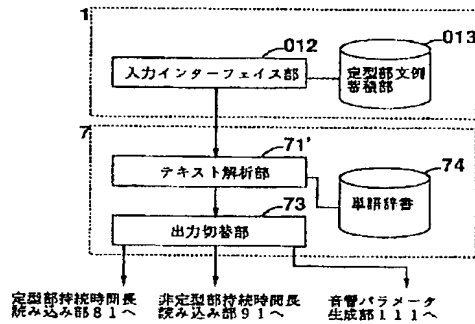 1
012
013
入力インターフェイス部
定型部文例
蓄積部
7
71'
74
テキスト解析部
73
単語辞書
出力切替部
定型部持続時間長
読み込み部81へ
非定型部持続時間長
読み込み部91へ
音響パラメータ
生成部111へ